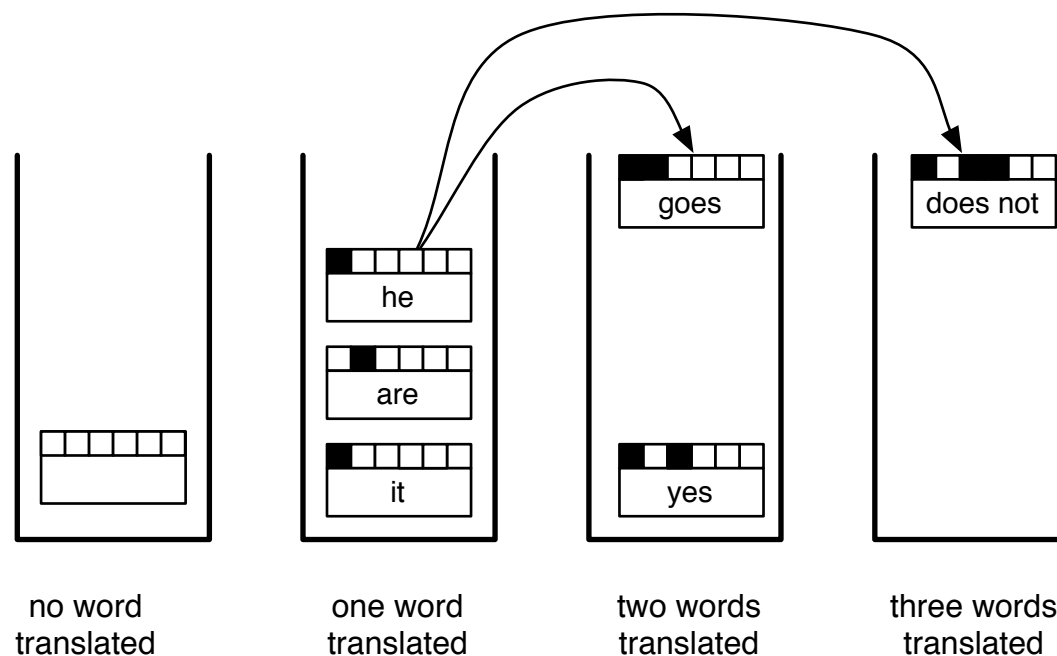 goes
does not
he
are
it
yes
no word
translated
one word
translated
two words
translated
three words
translated